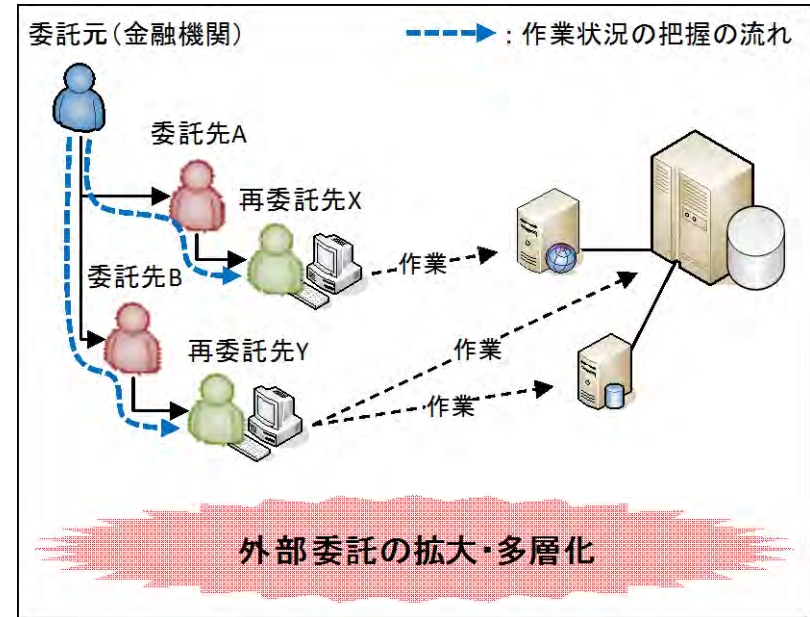 委託元(金融機関)
:作業状況の把握の流れ
委託先A
再委託先X
作業
委託先B
再委託先Y
作業
作業
外部委託の拡大・多層化